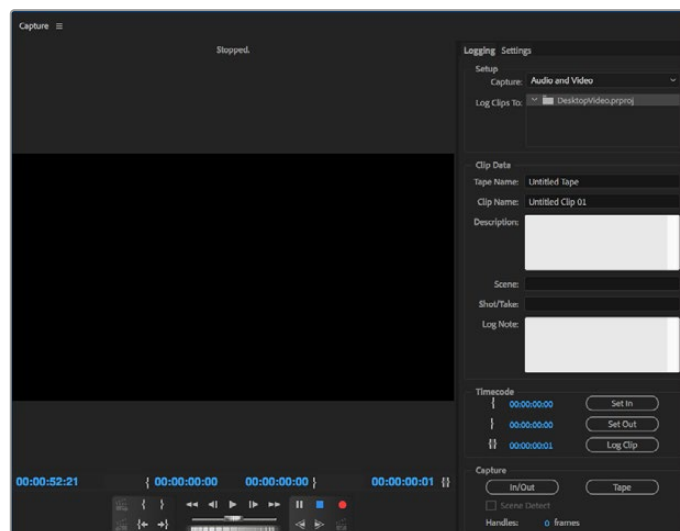 Capture
Stopped.
Logging Settings
Setup
Capture: Audio and Video
Log Clips To: DesktopVideo.prproj
Clip Data
Tape Name: Untitled Tape
Clip Name: Untitled Clip 01
Description:
Scene:
Shot/Take:
Log Note:
Timecode
{ 00:00:00:00 Set In
} 00:00:00:00 Set Out
{} 00:00:00:01 Log Clip
00:00:52:21 { 00:00:00:00 00:00:00:00 } 00:00:00:01 {}
Capture
In/Out Tape
Scene Detect
Handles: 0 frames